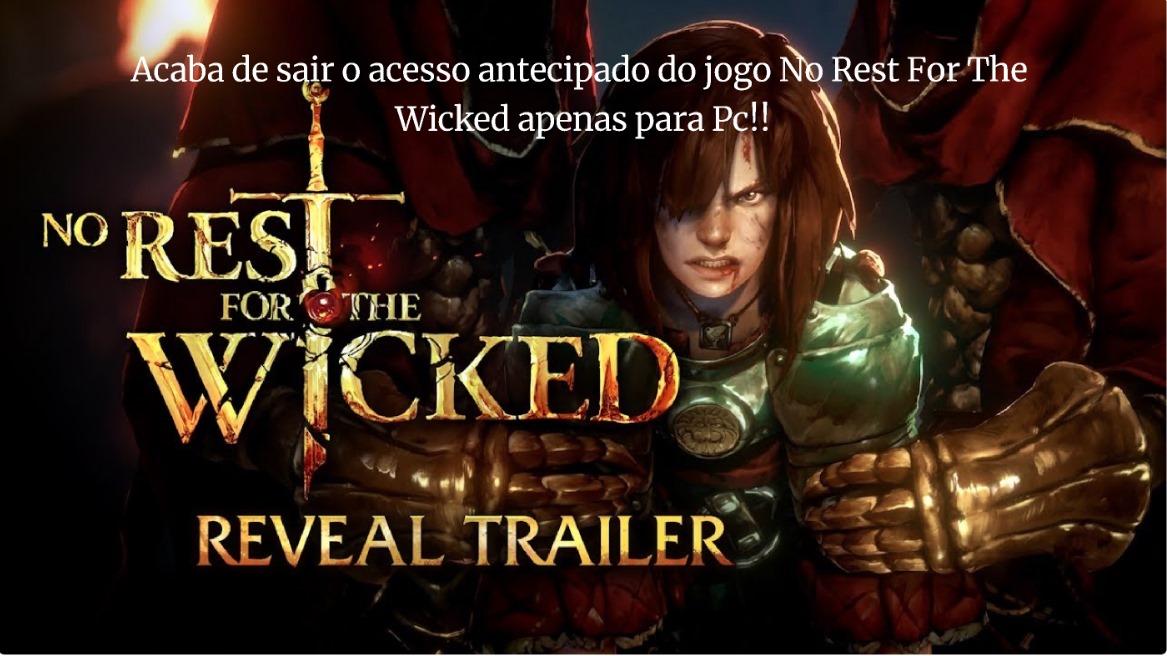 Acaba de sair o acesso antecipado do jogo No Rest For The
Wicked apenas para Pc!!
NO REST
FOR THE
WICKED
REVEAL TRAILER